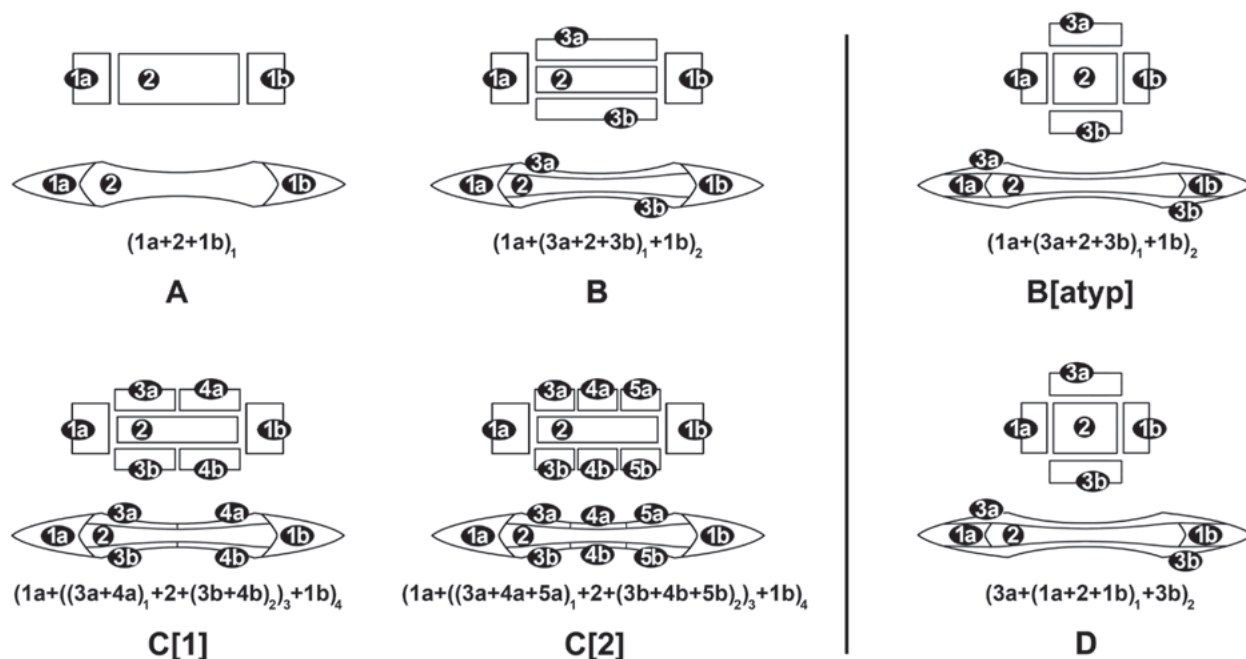 3a
1a 2 1b
1a 2 1b
(1a+2+1b)₁
A
3a
1a 2 1b
3b
3a
1a 2 1b
3b
(1a+(3a+2+3b)₁+1b)₂
B
3a
1a 2 1b
3b
3a
1a 2 1b
3b
(1a+(3a+2+3b)₁+1b)₂
B[atyp]
3a 4a
1a 2 1b
3b 4b
3a 4a
1a 2 1b
3b 4b
(1a+((3a+4a)₁+2+(3b+4b)₂)₃+1b)₄
C[1]
3a 4a 5a
1a 2 1b
3b 4b 5b
3a 4a 5a
1a 2 1b
3b 4b 5b
(1a+((3a+4a+5a)₁+2+(3b+4b+5b)₂)₃+1b)₄
C[2]
3a
1a 2 1b
3b
3a
1a 2 1b
3b
(3a+(1a+2+1b)₁+3b)₂
D